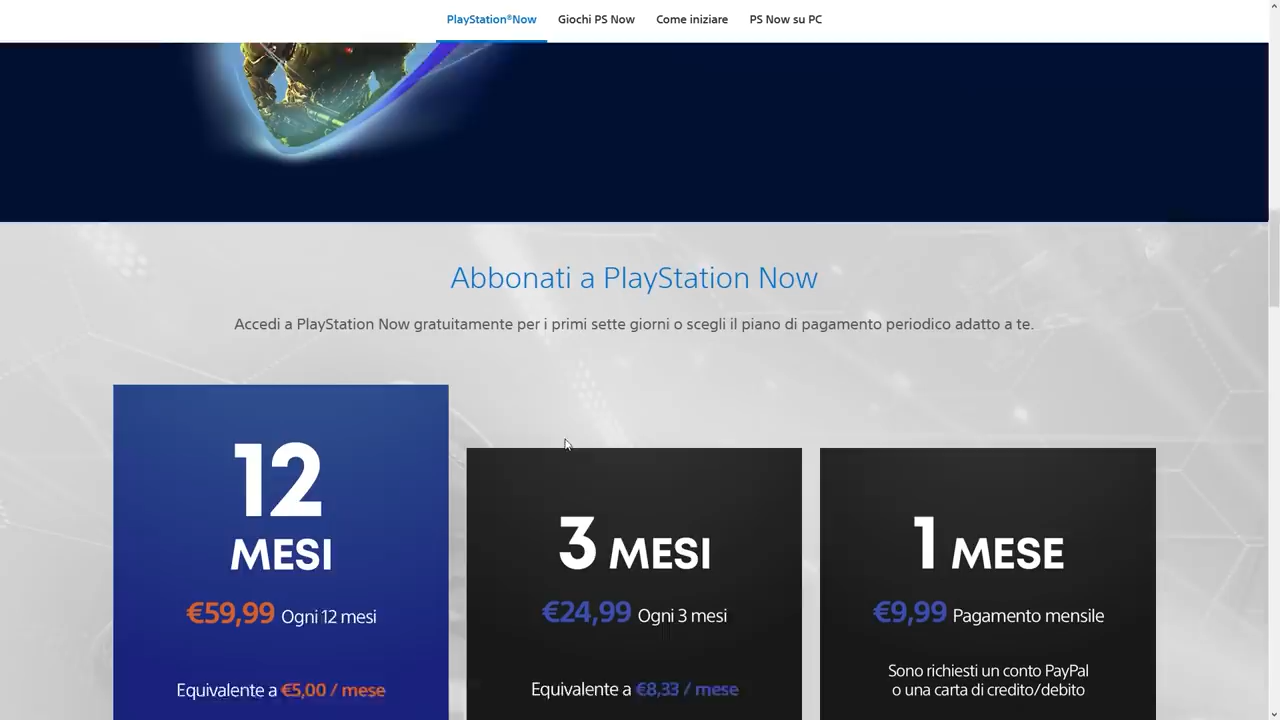 PlayStation®Now Giochi PS Now Come iniziare PS Now su PC
Abbonati a PlayStation Now
Accedi a PlayStation Now gratuitamente per i primi sette giorni o scegli il piano di pagamento periodico adatto a te.
12
MESI
€59,99 Ogni 12 mesi
Equivalente a €5,00 / mese
3 MESI
€24,99 Ogni 3 mesi
Equivalente a €8,33 / mese
1 MESE
€9,99 Pagamento mensile
Sono richiesti un conto PayPal
o una carta di credito/debito